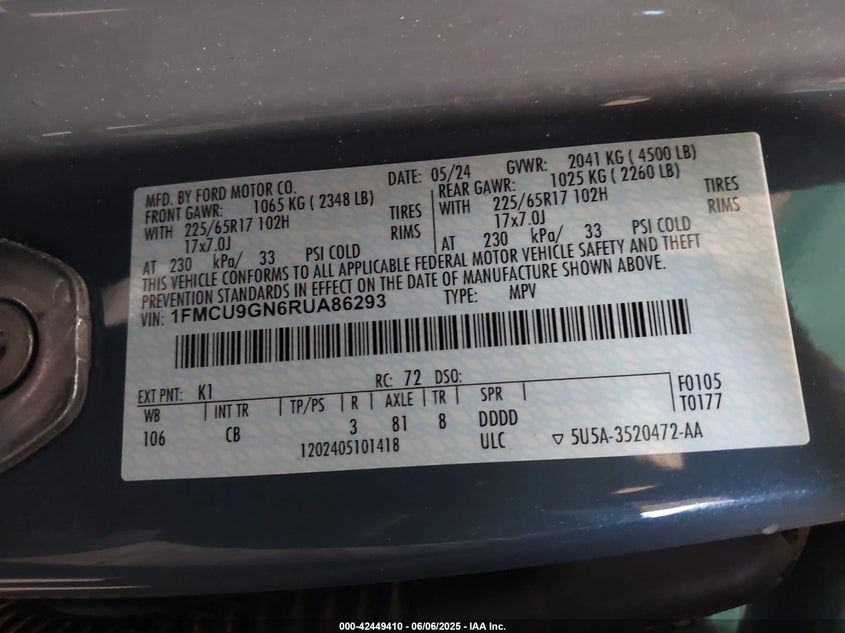 MFD. BY FORD MOTOR CO.
DATE: 05/24 GVWR: 2041 KG ( 4500 LB)
FRONT GAWR: 1065 KG ( 2348 LB)
REAR GAWR: 1025 KG ( 2260 LB)
WITH 225/65R17 102H TIRES
WITH 225/65R17 102H TIRES
17x7.0J RIMS
17x7.0J RIMS
AT 230 kPa/ 33 PSI COLD
AT 230 kPa/ 33 PSI COLD
THIS VEHICLE CONFORMS TO ALL APPLICABLE FEDERAL MOTOR VEHICLE SAFETY AND THEFT
PREVENTION STANDARDS IN EFFECT ON THE DATE OF MANUFACTURE SHOWN ABOVE.
VIN: 1FMCU9GN6RUA86293 TYPE: MPV
EXT PNT: K1 RC: 72 DSO: F0105
WB INT TR TP/PS R AXLE TR SPR T0177
106 CB 3 81 8 DDDD
1202405101418 ULC ▽ 5U5A-3520472-AA
000-42449410 - 06/06/2025 - IAA Inc.